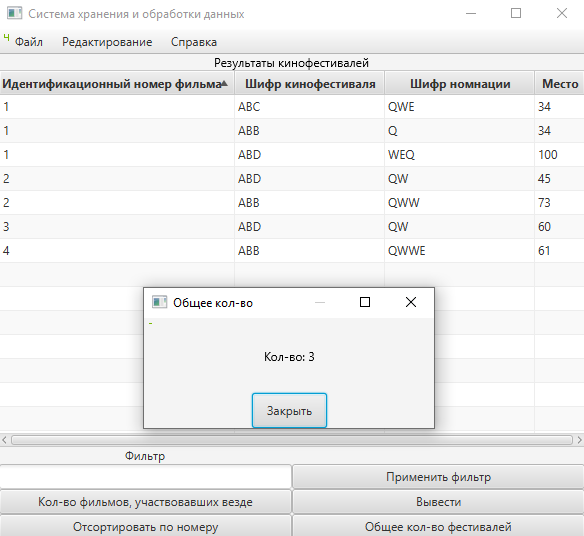 Система хранения и обработки данных
Файл Редактирование Справка
Результаты кинофестивалей
Идентификационный номер фильма Шифр кинофестиваля Шифр номнации Место
1 ABC QWE 34
1 ABB Q 34
1 ABD WEQ 100
2 ABD QW 45
2 ABB QWW 73
3 ABD QW 60
4 ABB QWWE 61
Общее кол-во
Кол-во: 3
Закрыть
Фильтр
Применить фильтр
Кол-во фильмов, участвовавших везде Вывести
Отсортировать по номеру Общее кол-во фестивалей